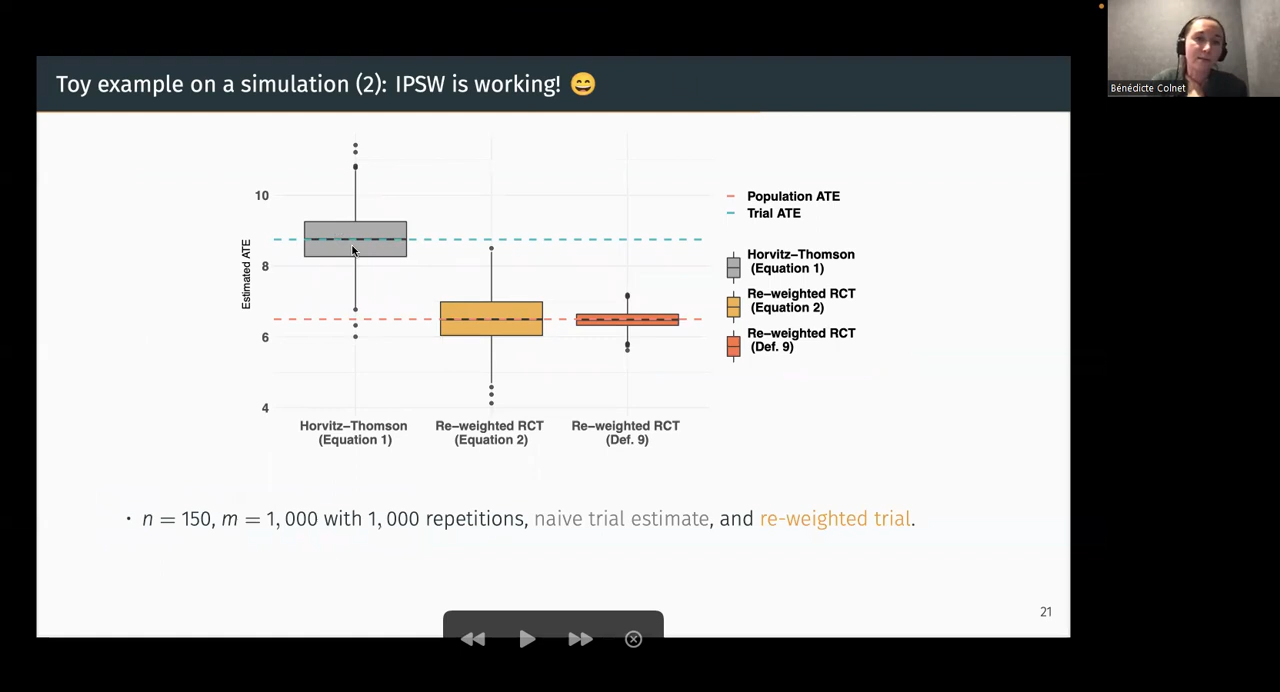 Toy example on a simulation (2): IPSW is working! 😄
Bénédicte Colnet
10
8
6
4
Estimated ATE
Population ATE
Trial ATE
Horvitz–Thomson
(Equation 1)
Re–weighted RCT
(Equation 2)
Re–weighted RCT
(Def. 9)
Horvitz–Thomson
(Equation 1)
Re–weighted RCT
(Equation 2)
Re–weighted RCT
(Def. 9)
• n = 150, m = 1, 000 with 1, 000 repetitions, naive trial estimate, and re-weighted trial.
21